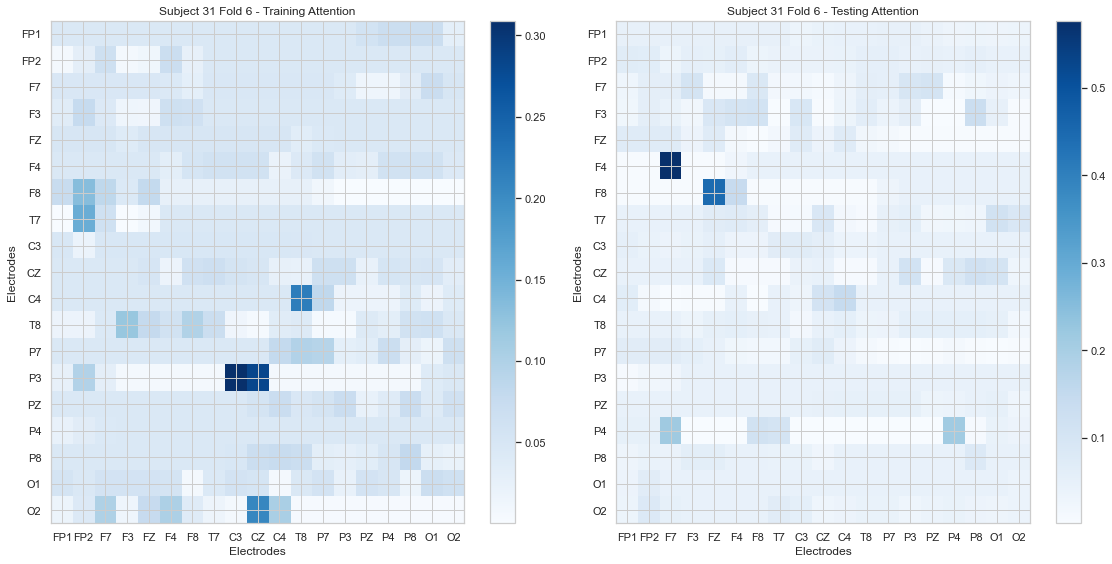 Subject 31 Fold 6 - Training Attention
FP1
FP2
F7
F3
FZ
F4
F8
T7
C3
CZ
C4
T8
P7
P3
PZ
P4
P8
O1
O2
Electrodes
FP1 FP2 F7 F3 FZ F4 F8 T7 C3 CZ C4 T8 P7 P3 PZ P4 P8 O1 O2
Electrodes
0.30
0.25
0.20
0.15
0.10
0.05
Subject 31 Fold 6 - Testing Attention
FP1
FP2
F7
F3
FZ
F4
F8
T7
C3
CZ
C4
T8
P7
P3
PZ
P4
P8
O1
O2
Electrodes
FP1 FP2 F7 F3 FZ F4 F8 T7 C3 CZ C4 T8 P7 P3 PZ P4 P8 O1 O2
Electrodes
0.5
0.4
0.3
0.2
0.1